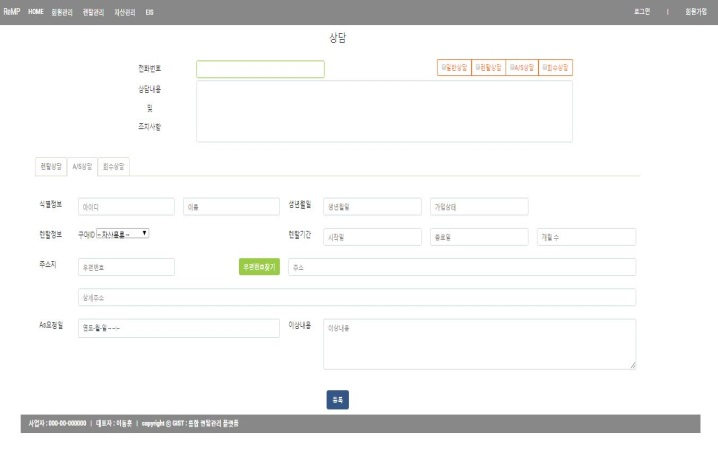 ReMP HOME 회원관리 렌탈관리 자산관리 EIS 로그인 | 회원가입
상담
전화번호 일반상담 렌탈상담 A/S상담 회수상담
상담내용
및
조치사항
렌탈상담 A/S상담 회수상담
식별정보 아이디 이름 생년월일 생년월일 가입상태
렌탈정보 구매ID -- 자산품목 -- 렌탈기간 시작일 종료일 개월 수
주소지 우편번호 우편번호찾기 주소
상세주소
As요청일 연도-월-일 -- --:-- 이상내용 이상내용
등록
사업자 : 000-00-000000 | 대표자 : 이동훈 | copyright ⓒ GIST : 통합 렌탈관리 플랫폼